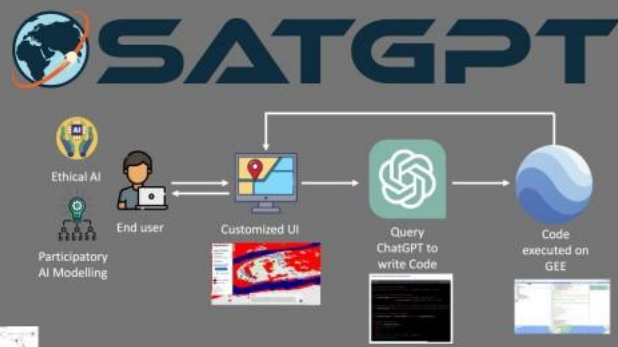 SATGPT
AI
Ethical AI
End user
Participatory
AI Modelling
Customized UI
Query
ChatGPT to
write Code
Code
executed on
GEE